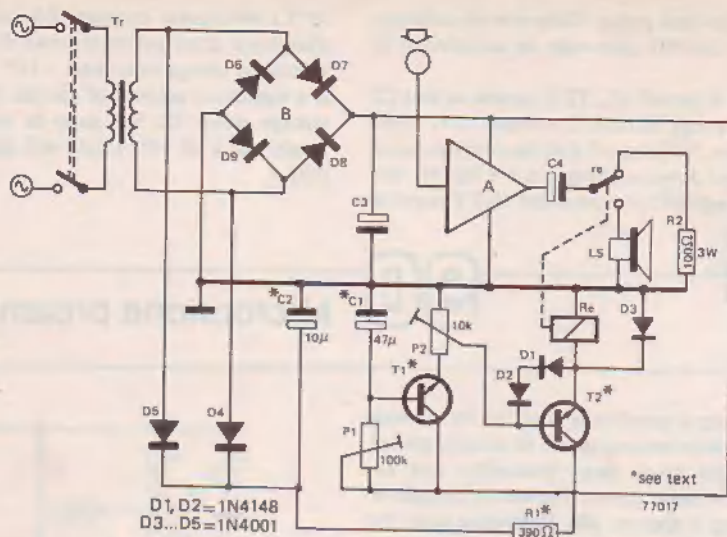 Tr
D6
D7
B
D9
D8
A
C4
re
R2
100Ω
3W
LS
C3
*C2
10μ
*C1
47μ
10k
P2
Re
D3
D1
D2
T1*
T2*
D5
D4
P1
100k
*see text
77017
D1, D2=1N4148
D3...D5=1N4001
R1*
390Ω